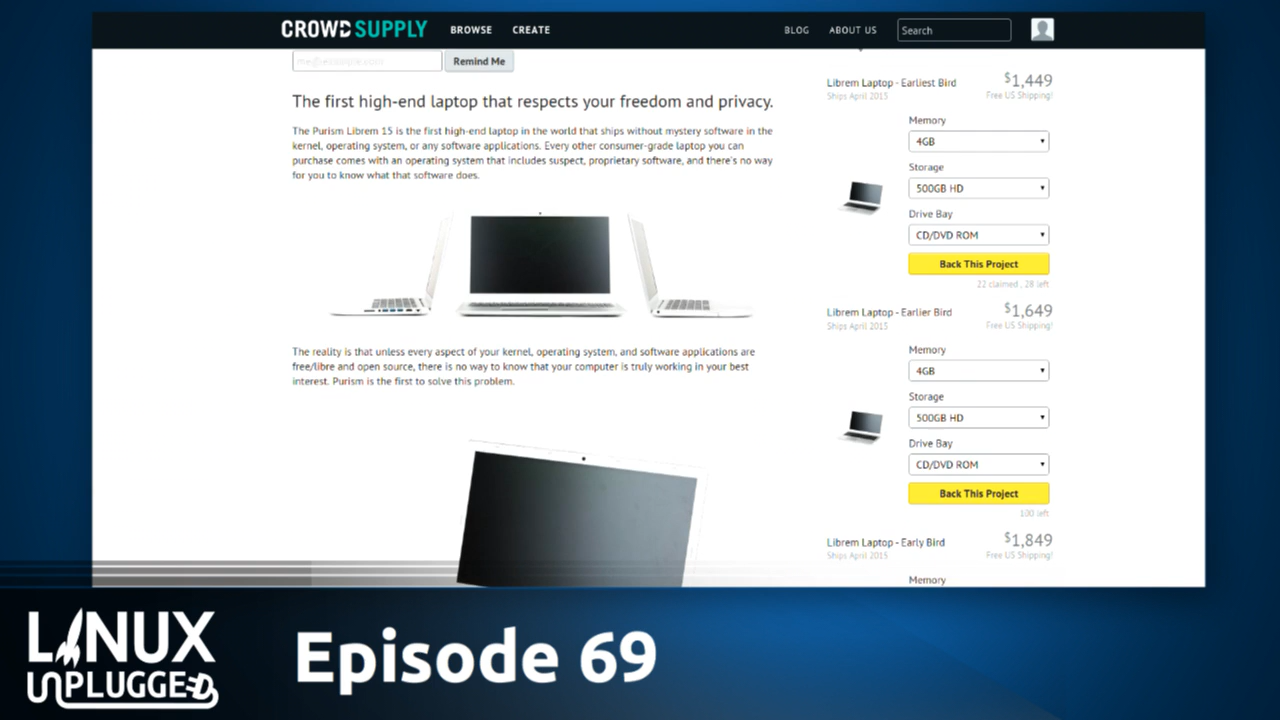 CROWD SUPPLY BROWSE CREATE BLOG ABOUT US Search
me@example.com Remind Me
The first high-end laptop that respects your freedom and privacy.
The Purism Librem 15 is the first high-end laptop in the world that ships without mystery software in the
kernel, operating system, or any software applications. Every other consumer-grade laptop you can
purchase comes with an operating system that includes suspect, proprietary software, and there's no way
for you to know what that software does.
The reality is that unless every aspect of your kernel, operating system, and software applications are
free/libre and open source, there is no way to know that your computer is truly working in your best
interest. Purism is the first to solve this problem.
Librem Laptop - Earliest Bird $1,449
Ships April 2015 Free US Shipping!
Memory
4GB
Storage
500GB HD
Drive Bay
CD/DVD ROM
Back This Project
22 claimed , 28 left
Librem Laptop - Earlier Bird $1,649
Ships April 2015 Free US Shipping!
Memory
4GB
Storage
500GB HD
Drive Bay
CD/DVD ROM
Back This Project
100 left
Librem Laptop - Early Bird $1,849
Ships April 2015 Free US Shipping!
Memory
LINUX
UNPLUGGED
Episode 69